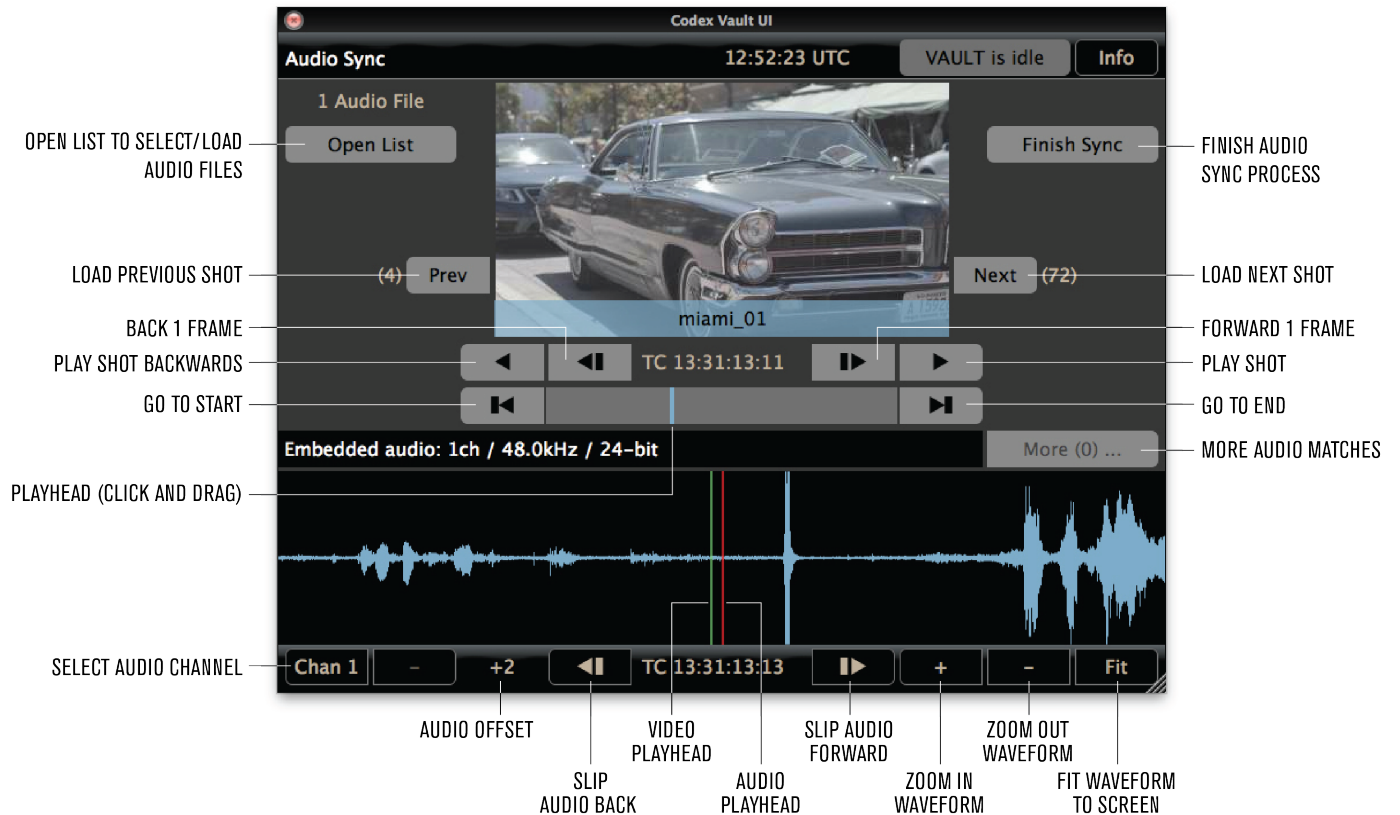 Codex Vault UI
Audio Sync
12:52:23 UTC
VAULT is idle
Info
1 Audio File
Open List
Finish Sync
OPEN LIST TO SELECT/LOAD
AUDIO FILES
FINISH AUDIO
SYNC PROCESS
LOAD PREVIOUS SHOT
(4)
Prev
Next
(72)
LOAD NEXT SHOT
miami_01
BACK 1 FRAME
FORWARD 1 FRAME
PLAY SHOT BACKWARDS
TC 13:31:13:11
PLAY SHOT
GO TO START
GO TO END
Embedded audio: 1ch / 48.0kHz / 24-bit
More (0) ...
MORE AUDIO MATCHES
PLAYHEAD (CLICK AND DRAG)
SELECT AUDIO CHANNEL
Chan 1
–
+2
TC 13:31:13:13
+
–
Fit
AUDIO OFFSET
VIDEO
PLAYHEAD
SLIP AUDIO
FORWARD
ZOOM OUT
WAVEFORM
SLIP
AUDIO BACK
AUDIO
PLAYHEAD
ZOOM IN
WAVEFORM
FIT WAVEFORM
TO SCREEN